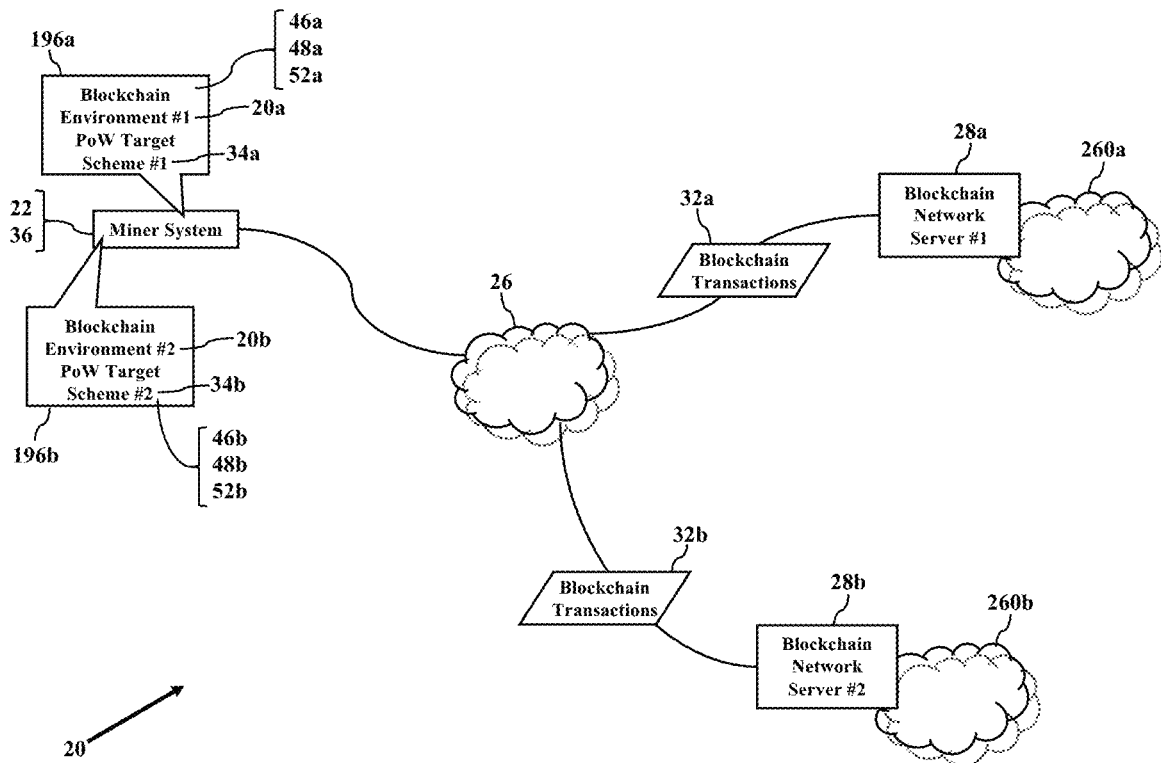 196a
46a
48a
52a
Blockchain
Environment #1
PoW Target
Scheme #1
20a
34a
22
36
Miner System
Blockchain
Environment #2
PoW Target
Scheme #2
20b
34b
196b
46b
48b
52b
26
32a
Blockchain
Transactions
28a
Blockchain
Network
Server #1
260a
32b
Blockchain
Transactions
28b
Blockchain
Network
Server #2
260b
20